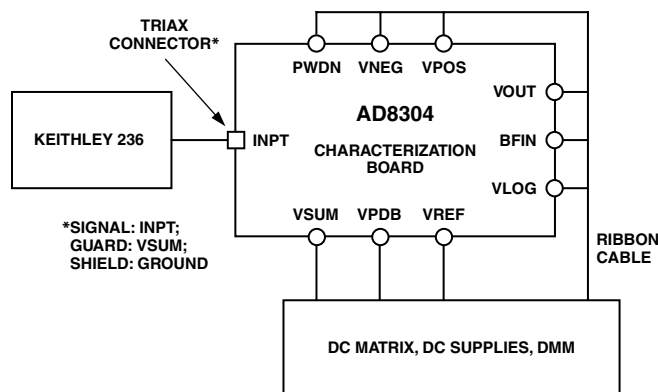 TRIAX
CONNECTOR*
PWDN VNEG VPOS
VOUT
AD8304
KEITHLEY 236
INPT
CHARACTERIZATION
BOARD
BFIN
VLOG
VSUM VPDB VREF
*SIGNAL: INPT;
GUARD: VSUM;
SHIELD: GROUND
RIBBON
CABLE
DC MATRIX, DC SUPPLIES, DMM